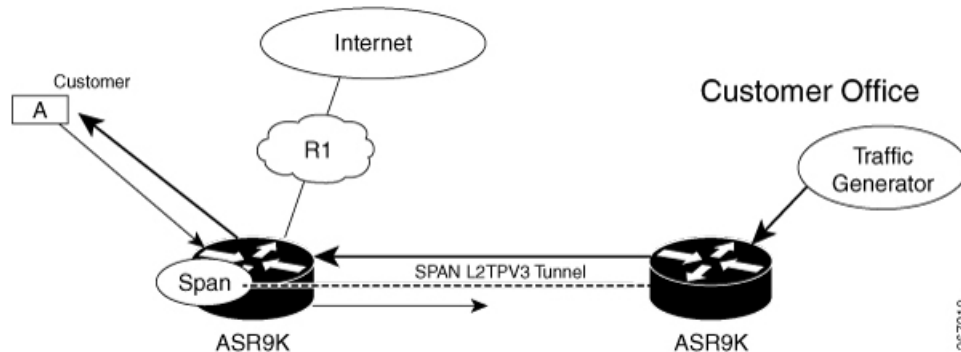 Internet
Customer
A
R1
Customer Office
Traffic
Generator
Span
SPAN L2TPV3 Tunnel
ASR9K
ASR9K